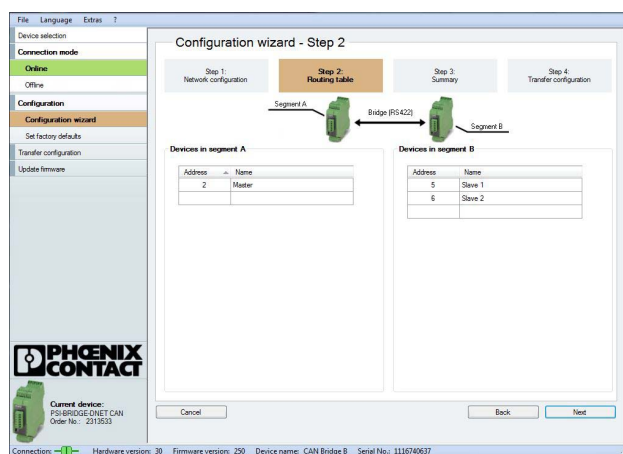 File Language Extras ?
Device selection
Connection mode
Online
Offline
Configuration
Configuration wizard
Set factory defaults
Transfer configuration
Update firmware
PHŒNIX
CONTACT
Current device:
PSI-BRIDGE-DNET CAN
Order No.: 2313533
Configuration wizard - Step 2
Step 1:
Network configuration
Step 2:
Routing table
Step 3:
Summary
Step 4:
Transfer configuration
Segment A
Bridge (RS422)
Segment B
Devices in segment A
Address Name
2 Master
Devices in segment B
Address Name
5 Slave 1
6 Slave 2
Cancel
Back
Next
Connection: Hardware version: 30 Firmware version: 250 Device name: CAN Bridge B Serial No.: 1116740637